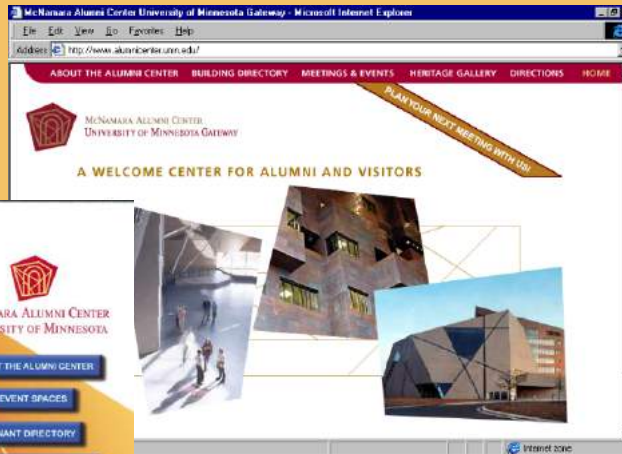 McNamara Alumni Center University of Minnesota Gateway - Microsoft Internet Explorer
File Edit View Go Favorites Help
Address http://www.alumnicenter.umn.edu/
ABOUT THE ALUMNI CENTER BUILDING DIRECTORY MEETINGS & EVENTS HERITAGE GALLERY DIRECTIONS HOME
PLAN YOUR NEXT MEETING WITH US!
McNamara Alumni Center
University of Minnesota Gateway
A WELCOME CENTER FOR ALUMNI AND VISITORS
ARA ALUMNI CENTER
SITY OF MINNESOTA
T THE ALUMNI CENTER
EVENT SPACES
NANT DIRECTORY
Internet zone